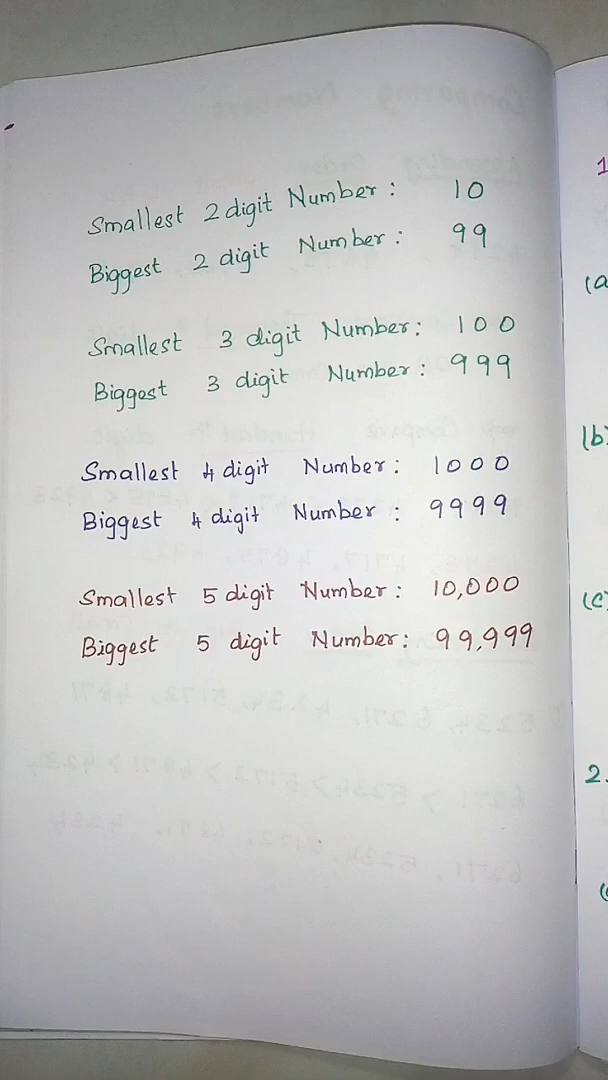 Smallest 2 digit Number : 10
Biggest 2 digit Number : 99
Smallest 3 digit Number : 100
Biggest 3 digit Number : 999
Smallest 4 digit Number : 1000
Biggest 4 digit Number : 9999
Smallest 5 digit Number : 10,000
Biggest 5 digit Number : 99,999
1
(a
(b)
(c)
2.
(